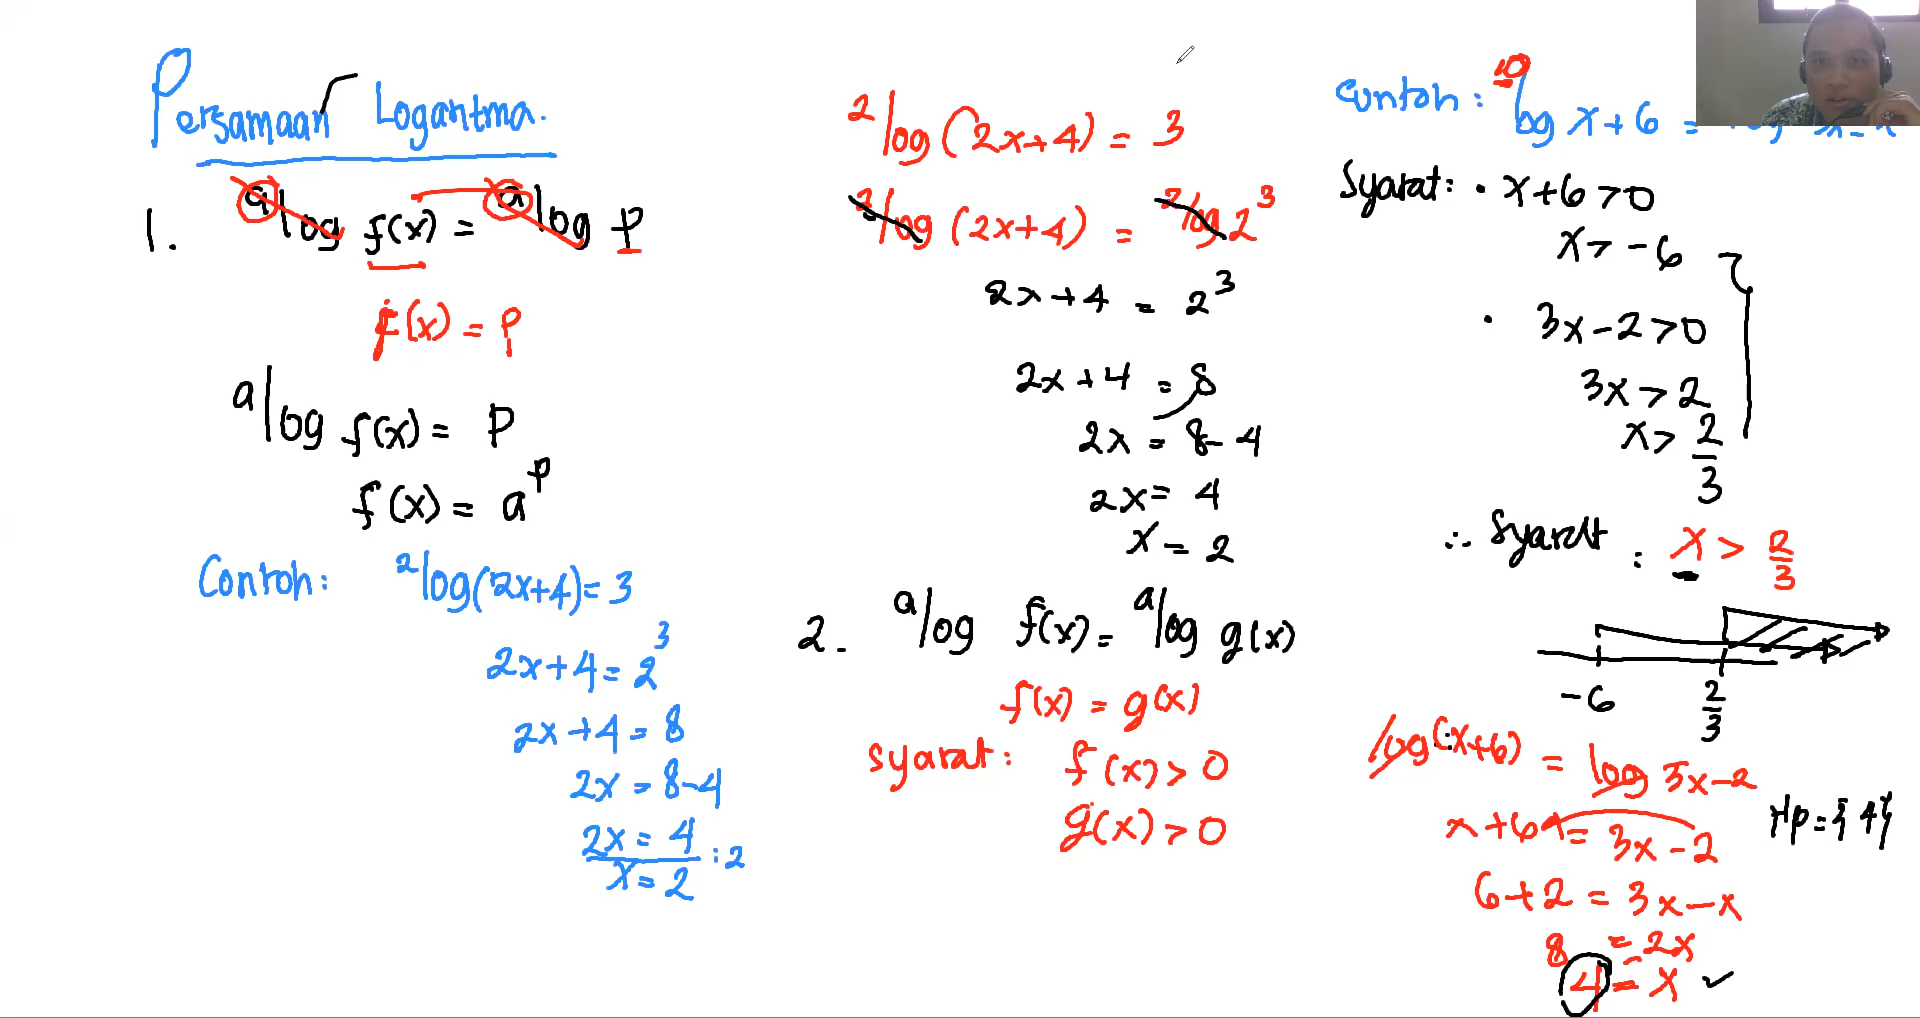 Persamaan Logaritma.
1. ᵃlog f(x) = ᵃlog P
f(x) = P
ᵃlog f(x) = P
f(x) = aᴾ
Contoh: ²log(2x+4) = 3
2x+4 = 2³
2x+4 = 8
2x = 8-4
2x = 4 :2
x = 2
²log (2x+4) = 3
²log (2x+4) = ²log 2³
2x+4 = 2³
2x+4 = 8
2x = 8-4
2x = 4
x = 2
2. ᵃlog f(x) = ᵃlog g(x)
f(x) = g(x)
syarat: f(x) > 0
g(x) > 0
Contoh: ¹⁰log x+6 =
Syarat: • x+6 > 0
x > -6
• 3x-2 > 0
3x > 2
x > 2/3
∴ Syarat : x > 2/3
-6 2/3
log(x+6) = log 3x-2
x+6 = 3x-2
6+2 = 3x-x
8 = 2x
4 = x ✓
Hp = {4}